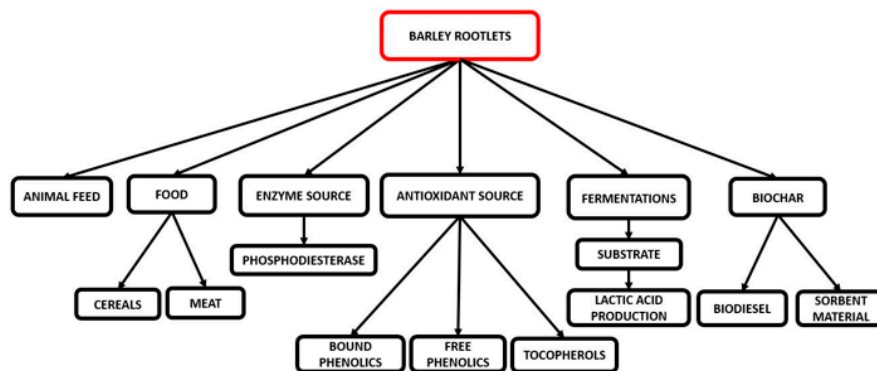 BARLEY ROOTLETS
ANIMAL FEED
FOOD
ENZYME SOURCE
ANTIOXIDANT SOURCE
FERMENTATIONS
BIOCHAR
PHOSPHODIESTERASE
SUBSTRATE
CEREALS
MEAT
LACTIC ACID
PRODUCTION
BIODIESEL
SORBENT
MATERIAL
BOUND
PHENOLICS
FREE
PHENOLICS
TOCOPHEROLS